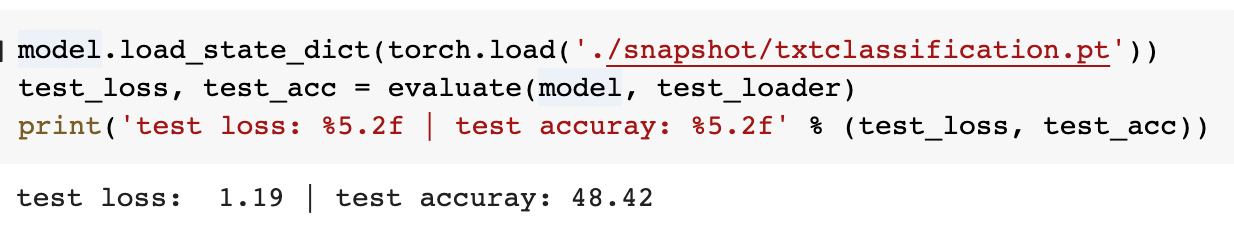 model.load_state_dict(torch.load('./snapshot/txtclassification.pt'))
test_loss, test_acc = evaluate(model, test_loader)
print('test loss: %5.2f | test accuray: %5.2f' % (test_loss, test_acc))
test loss:  1.19 | test accuray: 48.42